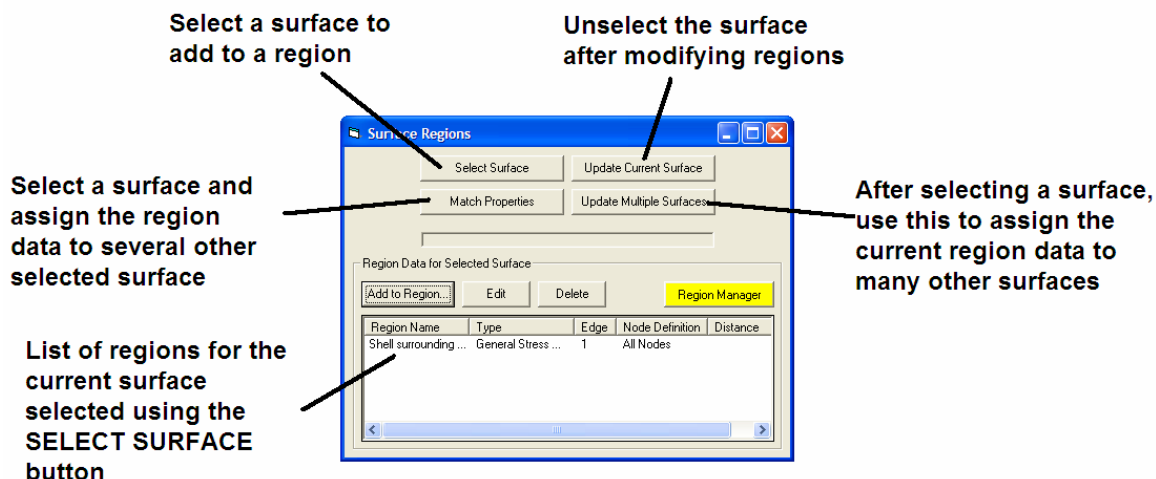 Select a surface to
add to a region
Unselect the surface
after modifying regions
Surface Regions
Select Surface
Update Current Surface
Match Properties
Update Multiple Surfaces
Select a surface and
assign the region
data to several other
selected surface
After selecting a surface,
use this to assign the
current region data to
many other surfaces
Region Data for Selected Surface
Add to Region...
Edit
Delete
Region Manager
Region Name Type Edge Node Definition Distance
Shell surrounding ... General Stress ... 1 All Nodes
List of regions for the
current surface
selected using the
SELECT SURFACE
button